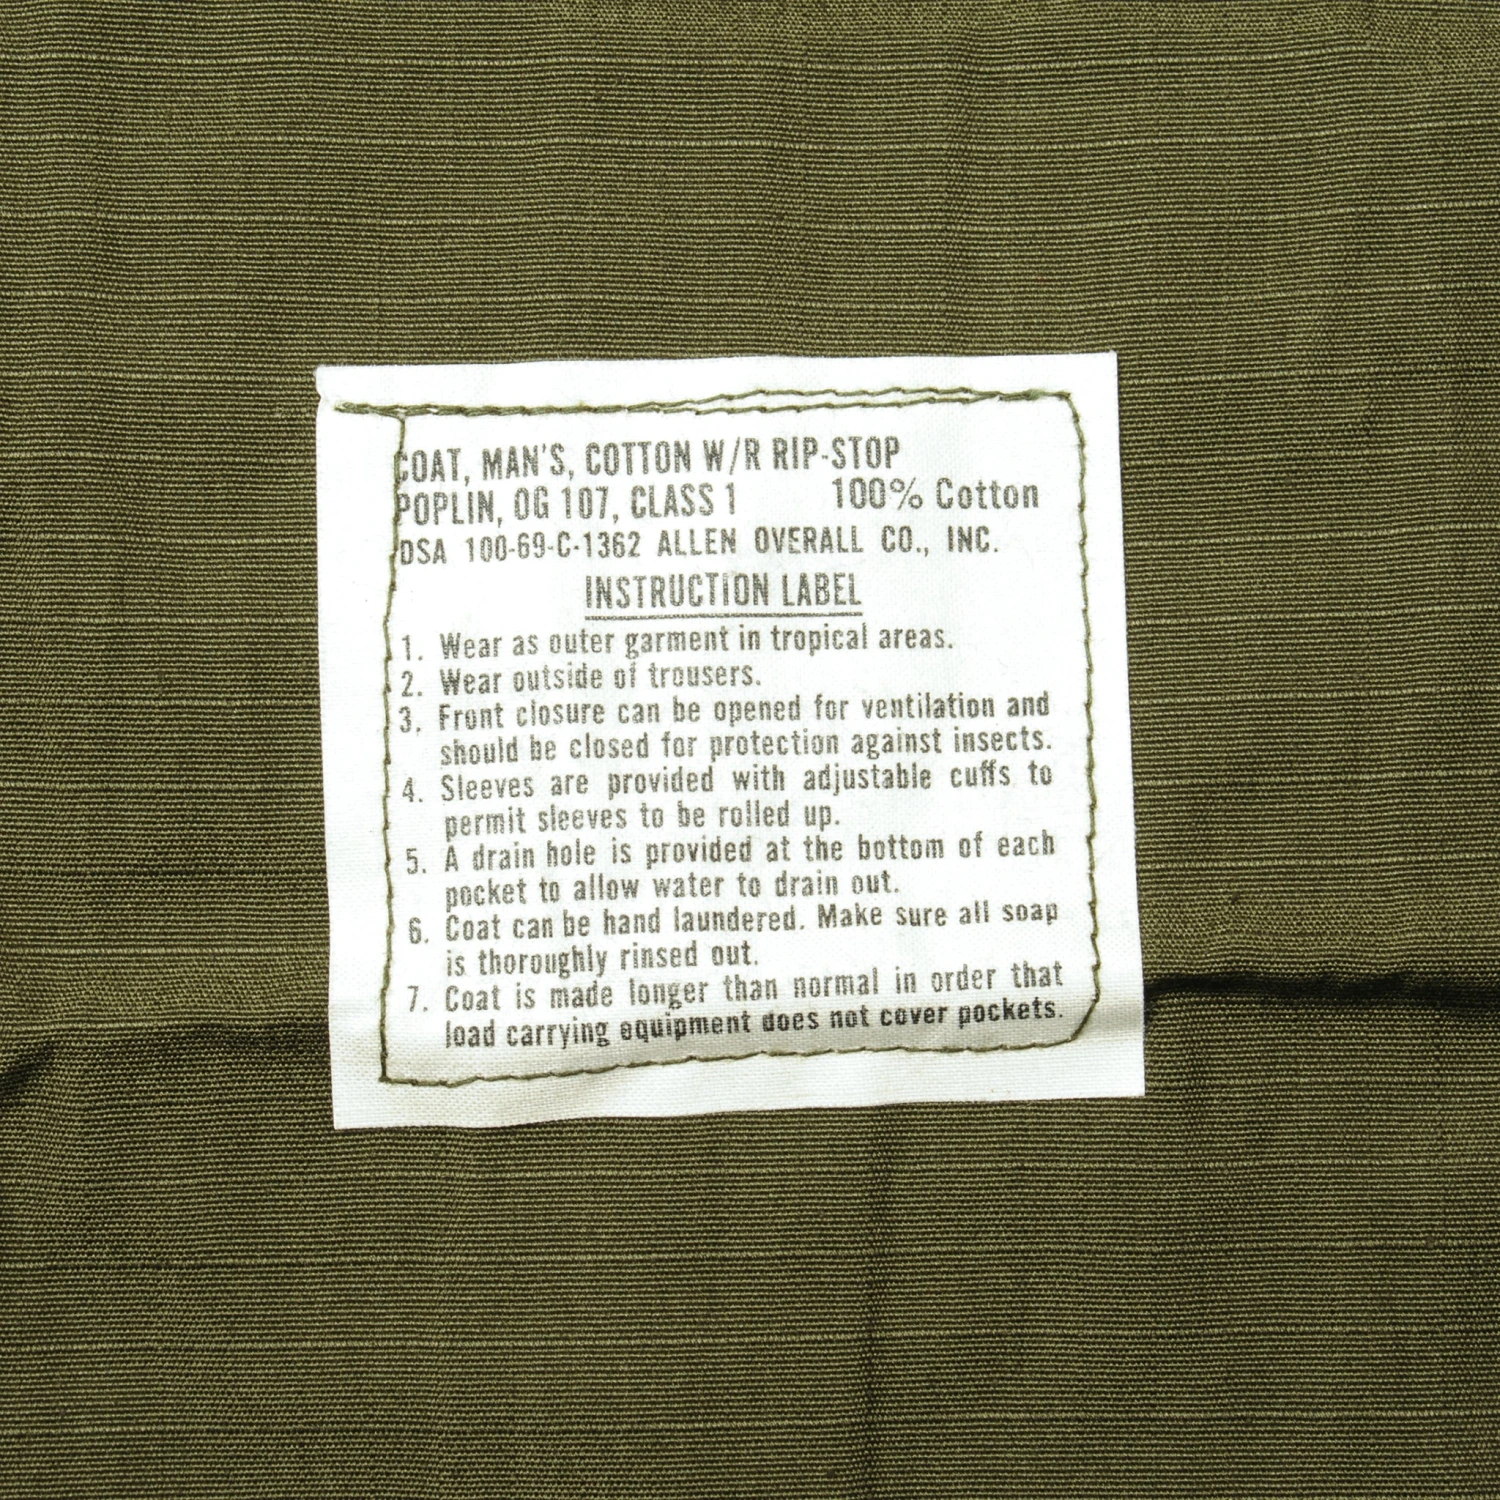 COAT, MAN'S, COTTON W/R RIP-STOP
POPLIN, OG 107, CLASS 1 100% Cotton
DSA 100-69-C-1362 ALLEN OVERALL CO., INC.
INSTRUCTION LABEL
1. Wear as outer garment in tropical areas.
2. Wear outside of trousers.
3. Front closure can be opened for ventilation and
should be closed for protection against insects.
4. Sleeves are provided with adjustable cuffs to
permit sleeves to be rolled up.
5. A drain hole is provided at the bottom of each
pocket to allow water to drain out.
6. Coat can be hand laundered. Make sure all soap
is thoroughly rinsed out.
7. Coat is made longer than normal in order that
load carrying equipment does not cover pockets.